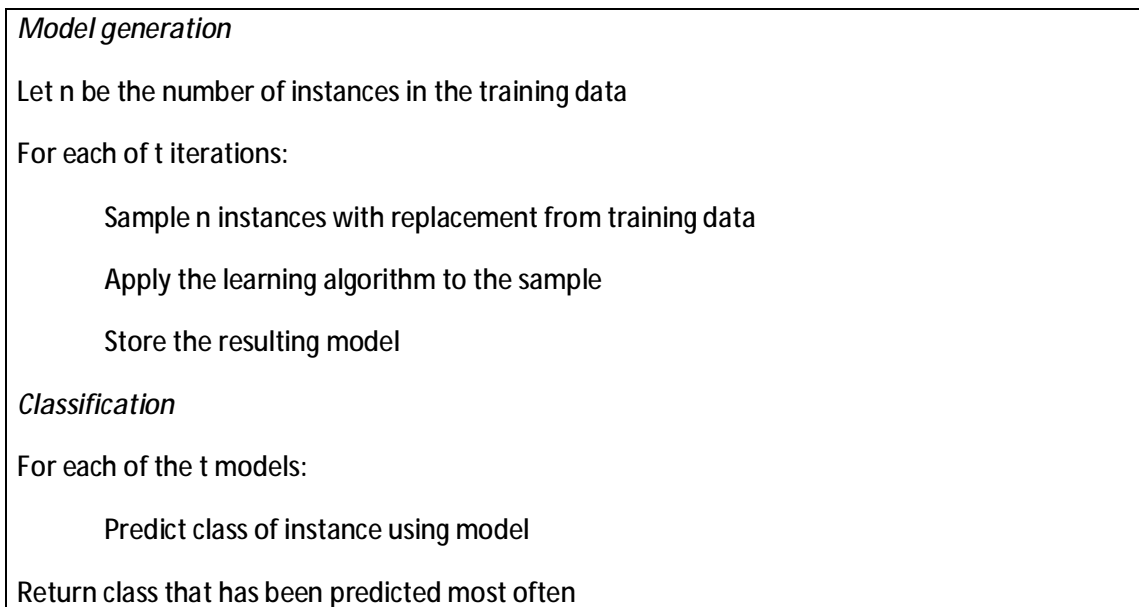 Model generation
Let n be the number of instances in the training data
For each of t iterations:
Sample n instances with replacement from training data
Apply the learning algorithm to the sample
Store the resulting model
Classification
For each of the t models:
Predict class of instance using model
Return class that has been predicted most often